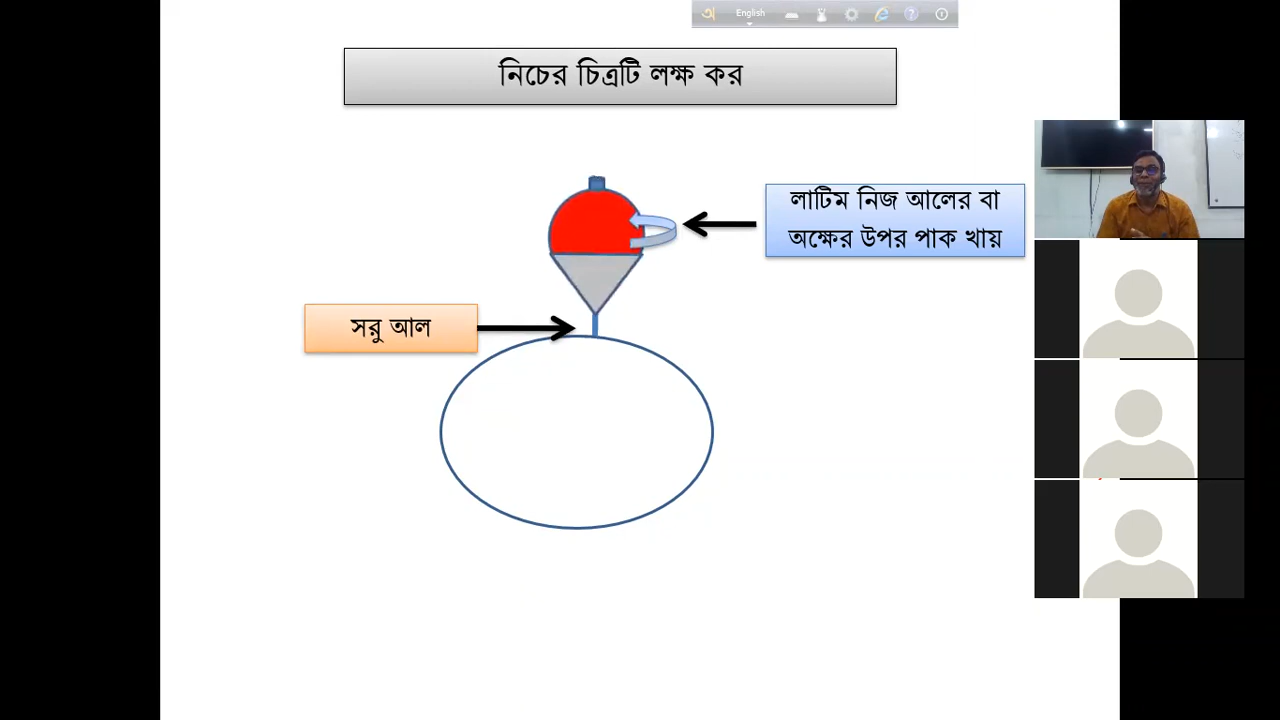 অ English
নিচের চিত্রটি লক্ষ কর
লাটিম নিজ আলের বা
অক্ষের উপর পাক খায়
সরু আল